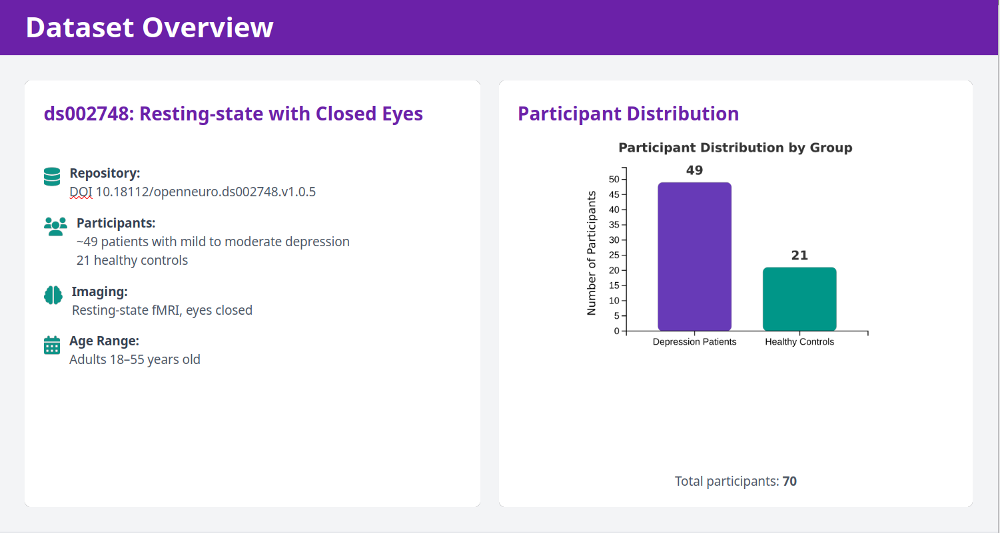 Dataset Overview
ds002748: Resting-state with Closed Eyes
Repository:
DOI 10.18112/openneuro.ds002748.v1.0.5
Participants:
~49 patients with mild to moderate depression
21 healthy controls
Imaging:
Resting-state fMRI, eyes closed
Age Range:
Adults 18–55 years old
Participant Distribution
Participant Distribution by Group
Number of Participants
50
45
40
35
30
25
20
15
10
5
0
49
21
Depression Patients
Healthy Controls
Total participants: 70